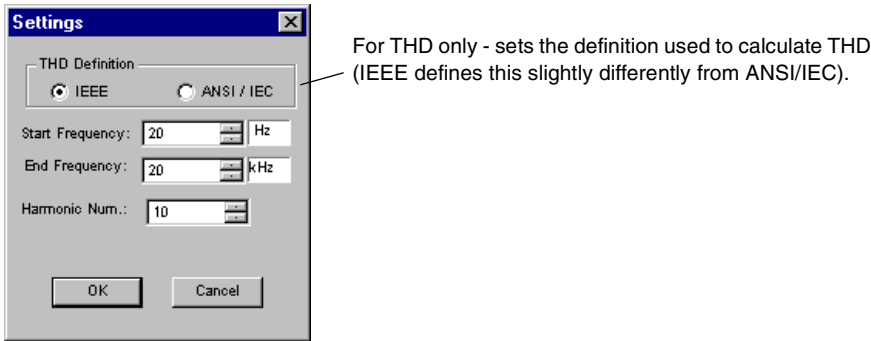 Settings
THD Definition
IEEE ANSI / IEC
Start Frequency: 20 Hz
End Frequency: 20 kHz
Harmonic Num.: 10
OK Cancel
For THD only - sets the definition used to calculate THD
(IEEE defines this slightly differently from ANSI/IEC).